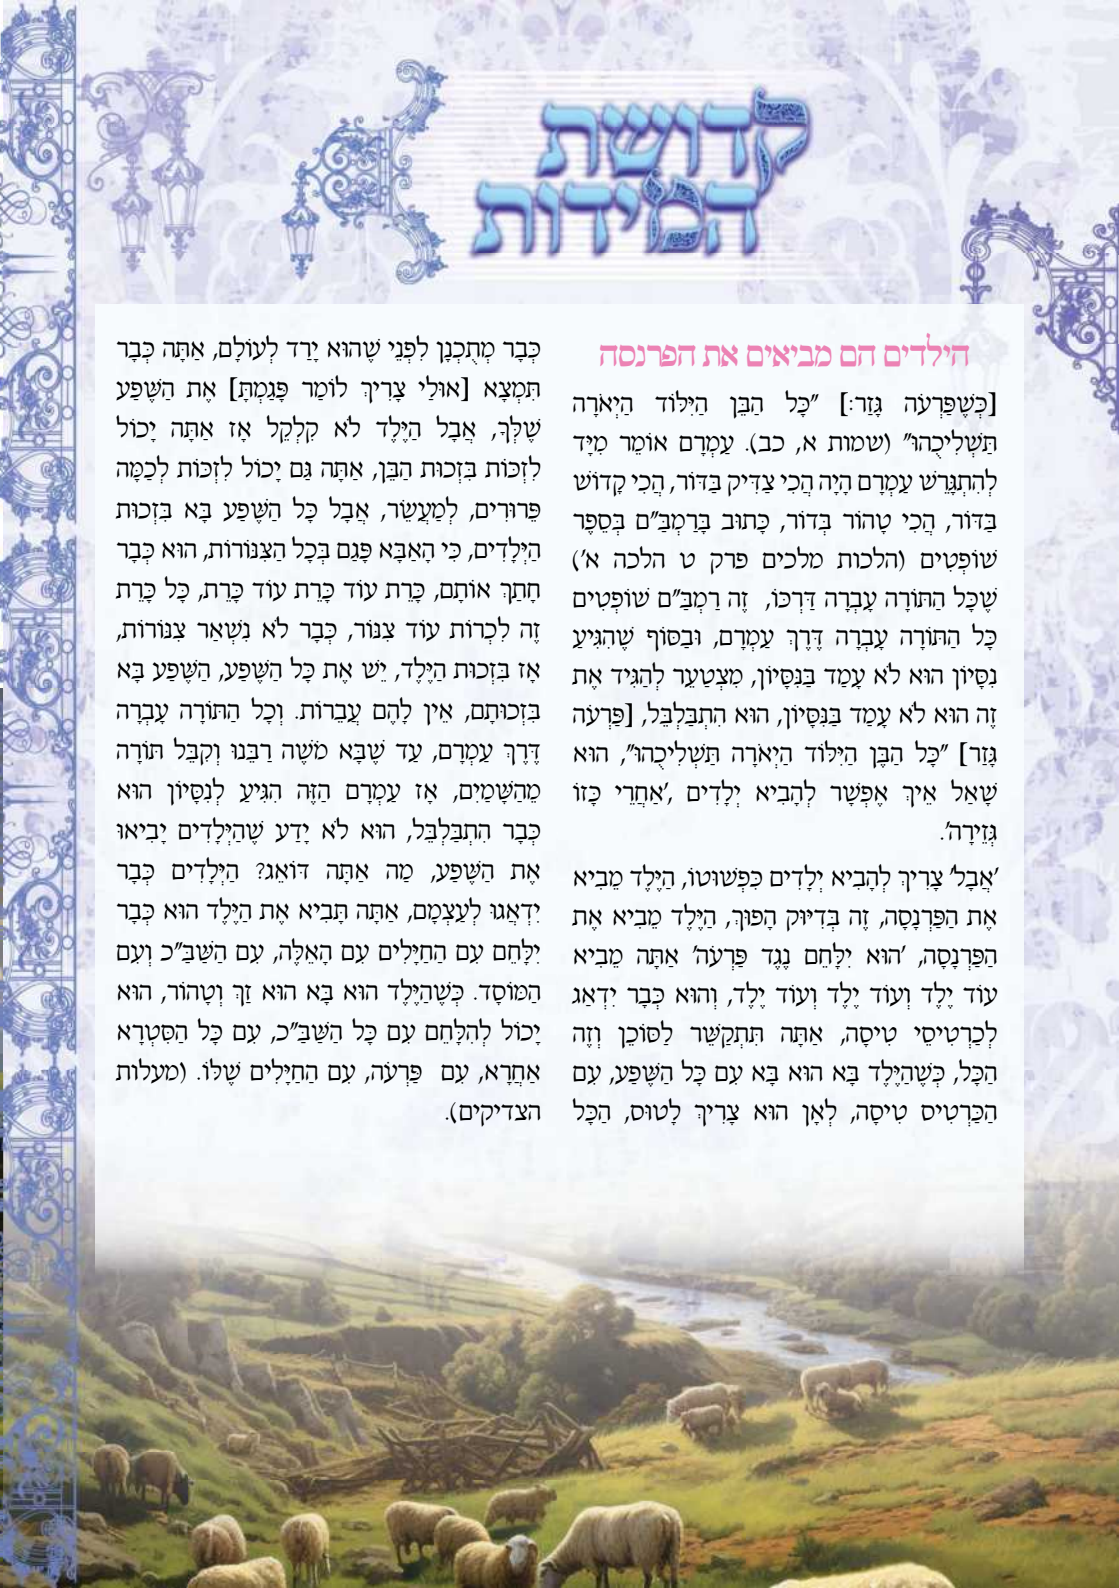 קדושת
המידות
הילדים הם מביאים את הפרנסה
[כְּשֶׁפַּרְעֹה גָּזַר:] "כָּל הַבֵּן הַיִּלּוֹד הַיְאֹרָה
תַּשְׁלִיכֻהוּ" (שמות א, כב). עַמְרָם אוֹמֵר מִיָּד
לְהִתְגָּרֵשׁ עַמְרָם הָיָה הֲכִי צַדִּיק בַּדּוֹר, הֲכִי קָדוֹשׁ
בַּדּוֹר, הֲכִי טָהוֹר בְּדוֹר, כָּתוּב בָּרַמְבַּ"ם בְּסֵפֶר
שׁוֹפְטִים (הלכות מלכים פרק ט הלכה א')
שֶׁכָּל הַתּוֹרָה עָבְרָה דַּרְכּוֹ, זֶה רַמְבַּ"ם שׁוֹפְטִים
כָּל הַתּוֹרָה עָבְרָה דֶּרֶךְ עַמְרָם, וּבַסּוֹף שֶׁהִגִּיעַ
נִסָּיוֹן הוּא לֹא עָמַד בַּנִּסָּיוֹן, מִצְטַעֵר לְהַגִּיד אֶת
זֶה הוּא לֹא עָמַד בַּנִּסָּיוֹן, הוּא הִתְבַּלְבֵּל, [פַּרְעֹה
גָּזַר] "כָּל הַבֵּן הַיִּלּוֹד הַיְאֹרָה תַּשְׁלִיכֻהוּ", הוּא
שָׁאַל אֵיךְ אֶפְשָׁר לְהָבִיא יְלָדִים ,'אַחֲרֵי כָּזוֹ
גְּזֵירָה'.
'אֲבָל' צָרִיךְ לְהָבִיא יְלָדִים כִּפְשׁוּטוֹ, הַיֶּלֶד מֵבִיא
אֶת הַפַּרְנָסָה, זֶה בְּדִיּוּק הָפוּךְ, הַיֶּלֶד מֵבִיא אֶת
הַפַּרְנָסָה, 'הוּא יִלָּחֵם נֶגֶד פַּרְעֹה' אַתָּה מֵבִיא
עוֹד יֶלֶד וְעוֹד יֶלֶד וְעוֹד יֶלֶד, וְהוּא כְּבָר יִדְאַג
לְכַרְטִיסֵי טִיסָה, אַתָּה תִּתְקַשֵּׁר לַסּוֹכֵן וְזֶה
הַכָּל, כְּשֶׁהַיֶּלֶד בָּא הוּא בָּא עִם כָּל הַשֶּׁפַע, עִם
הַכַּרְטִיס טִיסָה, לְאָן הוּא צָרִיךְ לָטוּס, הַכָּל
כְּבָר מְתֻכְנָן לִפְנֵי שֶׁהוּא יָרַד לְעוֹלָם, אַתָּה כְּבָר
תִּמְצָא [אוּלַי צָרִיךְ לוֹמַר פָּגַמְתָּ] אֶת הַשֶּׁפַע
שֶׁלְּךָ, אֲבָל הַיֶּלֶד לֹא קִלְקֵל אָז אַתָּה יָכוֹל
לִזְכּוֹת בִּזְכוּת הַבֵּן, אַתָּה גַּם יָכוֹל לִזְכּוֹת לְכַמָּה
פֵּרוּרִים, לְמַעֲשֵׂר, אֲבָל כָּל הַשֶּׁפַע בָּא בִּזְכוּת
הַיְּלָדִים, כִּי הָאַבָּא פָּגַם בְּכָל הַצִּנּוֹרוֹת, הוּא כְּבָר
חָתַךְ אוֹתָם, כָּרֵת עוֹד כָּרֵת עוֹד כָּרֵת, כָּל כָּרֵת
זֶה לִכְרוֹת עוֹד צִנּוֹר, כְּבָר לֹא נִשְׁאַר צִנּוֹרוֹת,
אָז בִּזְכוּת הַיֶּלֶד, יֵשׁ אֶת כָּל הַשֶּׁפַע, הַשֶּׁפַע בָּא
בִּזְכוּתָם, אֵין לָהֶם עֲבֵרוֹת. וְכָל הַתּוֹרָה עָבְרָה
דֶּרֶךְ עַמְרָם, עַד שֶׁבָּא מֹשֶׁה רַבֵּנוּ וְקִבֵּל תּוֹרָה
מֵהַשָּׁמַיִם, אָז עַמְרָם הַזֶּה הִגִּיעַ לְנִסָּיוֹן הוּא
כְּבָר הִתְבַּלְבֵּל, הוּא לֹא יָדַע שֶׁהַיְּלָדִים יָבִיאוּ
אֶת הַשֶּׁפַע, מַה אַתָּה דּוֹאֵג? הַיְּלָדִים כְּבָר
יִדְאֲגוּ לְעַצְמָם, אַתָּה תָּבִיא אֶת הַיֶּלֶד הוּא כְּבָר
יִלָּחֵם עִם הַחַיָּלִים עִם הָאֵלֶּה, עִם הַשַּׁבַּ"כ וְעִם
הַמּוֹסָד. כְּשֶׁהַיֶּלֶד הוּא בָּא הוּא זַךְ וְטָהוֹר, הוּא
יָכוֹל לְהִלָּחֵם עִם כָּל הַשַּׁבַּ"כ, עִם כָּל הַסִּטְרָא
אַחֲרָא, עִם פַּרְעֹה, עִם הַחַיָּלִים שֶׁלּוֹ. (מעלות
הצדיקים).